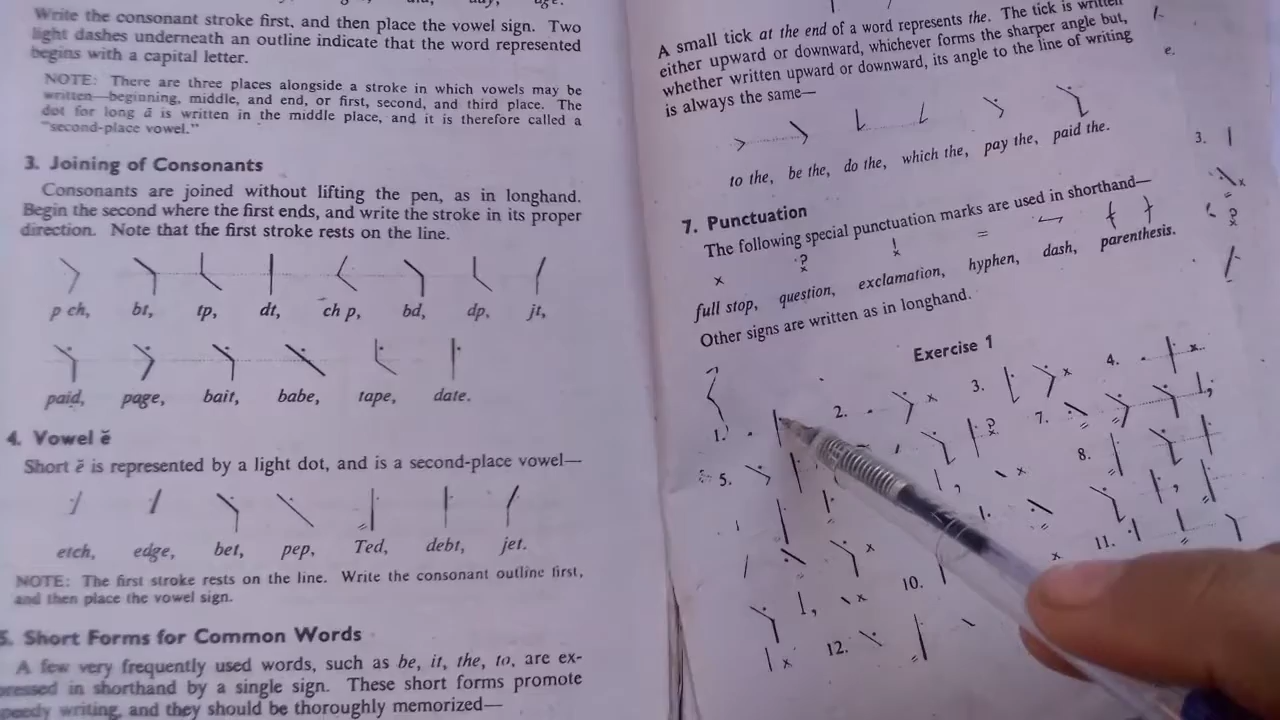 Write the consonant stroke first, and then place the vowel sign. Two
light dashes underneath an outline indicate that the word represented
begins with a capital letter.
NOTE: There are three places alongside a stroke in which vowels may be
written—beginning, middle, and end, or first, second, and third place. The
dot for long ā is written in the middle place, and it is therefore called a
"second-place vowel."
3. Joining of Consonants
Consonants are joined without lifting the pen, as in longhand.
Begin the second where the first ends, and write the stroke in its proper
direction. Note that the first stroke rests on the line.
p ch, bt, tp, dt, ch p, bd, dp, jt,
paid, page, bait, babe, tape, date.
4. Vowel ĕ
Short ĕ is represented by a light dot, and is a second-place vowel—
etch, edge, bet, pep, Ted, debt, jet.
NOTE: The first stroke rests on the line. Write the consonant outline first,
and then place the vowel sign.
5. Short Forms for Common Words
A few very frequently used words, such as be, it, the, to, are ex-
pressed in shorthand by a single sign. These short forms promote
speedy writing, and they should be thoroughly memorized—
A small tick at the end of a word represents the. The tick is written
either upward or downward, whichever forms the sharper angle but,
whether written upward or downward, its angle to the line of writing
is always the same—
to the, be the, do the, which the, pay the, paid the.
7. Punctuation
The following special punctuation marks are used in shorthand—
full stop, question, exclamation, hyphen, dash, parenthesis.
Other signs are written as in longhand.
Exercise 1
1. 2. 3. 4.
5. 7.
8.
10. 11.
12.
e.
3.